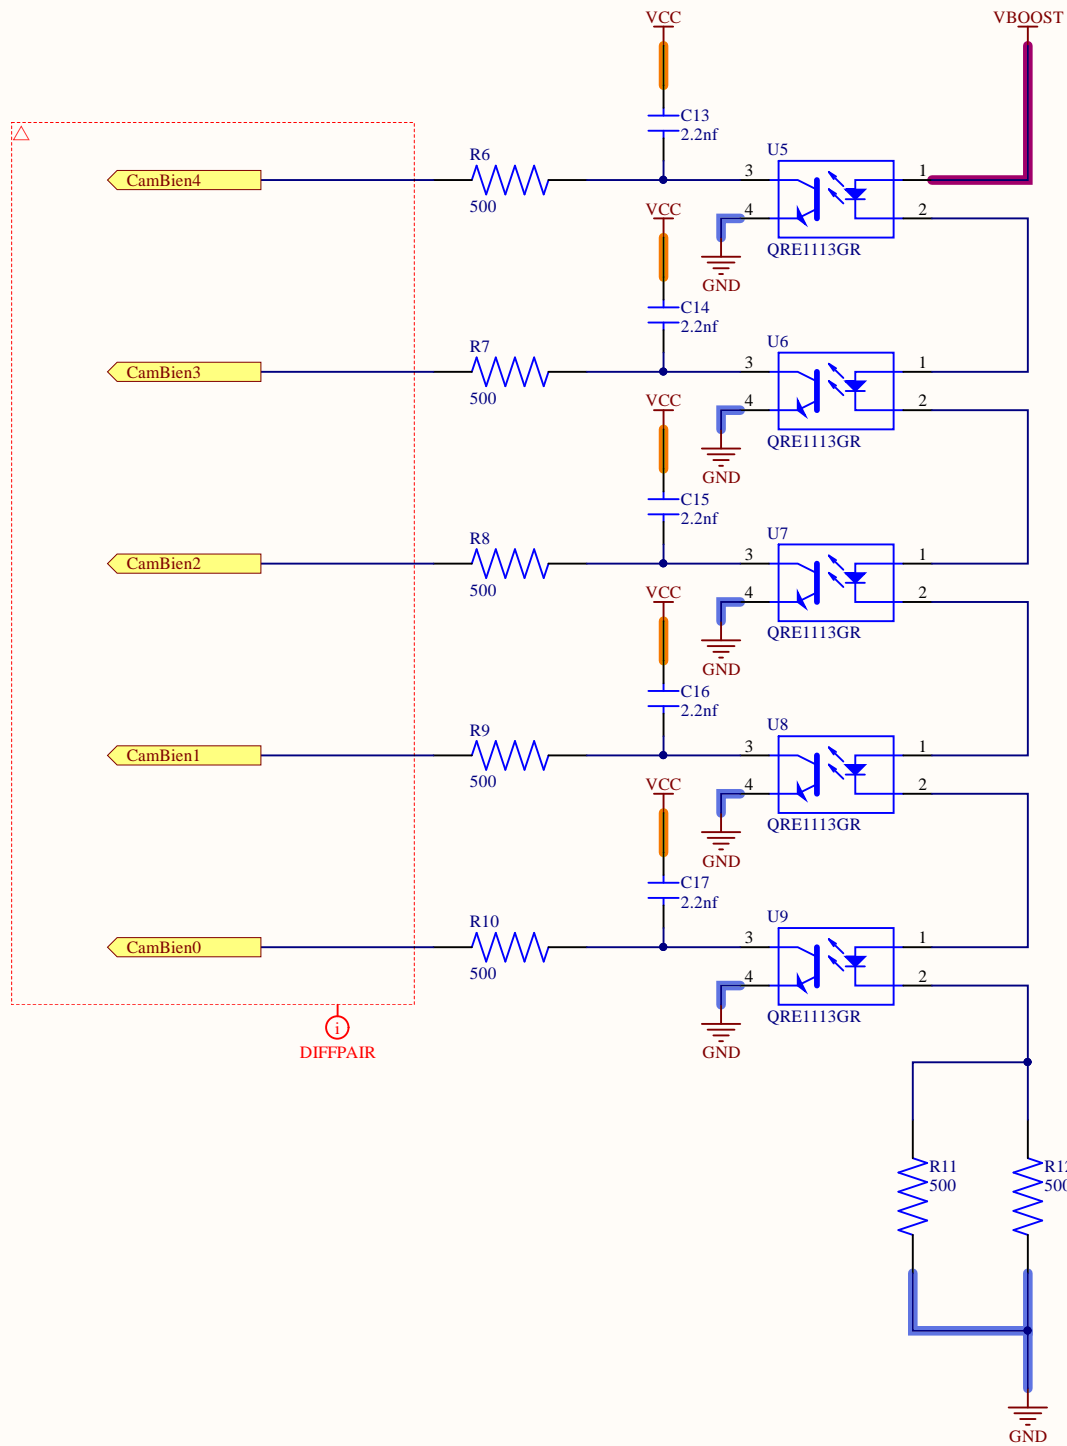 VCC
VBOOST
C13
2.2nf
U5
R6
CamBien4
500
3
1
4
2
QRE1113GR
VCC
GND
C14
2.2nf
U6
R7
CamBien3
500
3
1
4
2
QRE1113GR
VCC
GND
C15
2.2nf
U7
R8
CamBien2
500
3
1
4
2
QRE1113GR
VCC
GND
C16
2.2nf
U8
R9
CamBien1
500
3
1
4
2
QRE1113GR
VCC
GND
C17
2.2nf
U9
R10
CamBien0
500
3
1
4
2
QRE1113GR
GND
i
DIFFPAIR
R11
500
GND